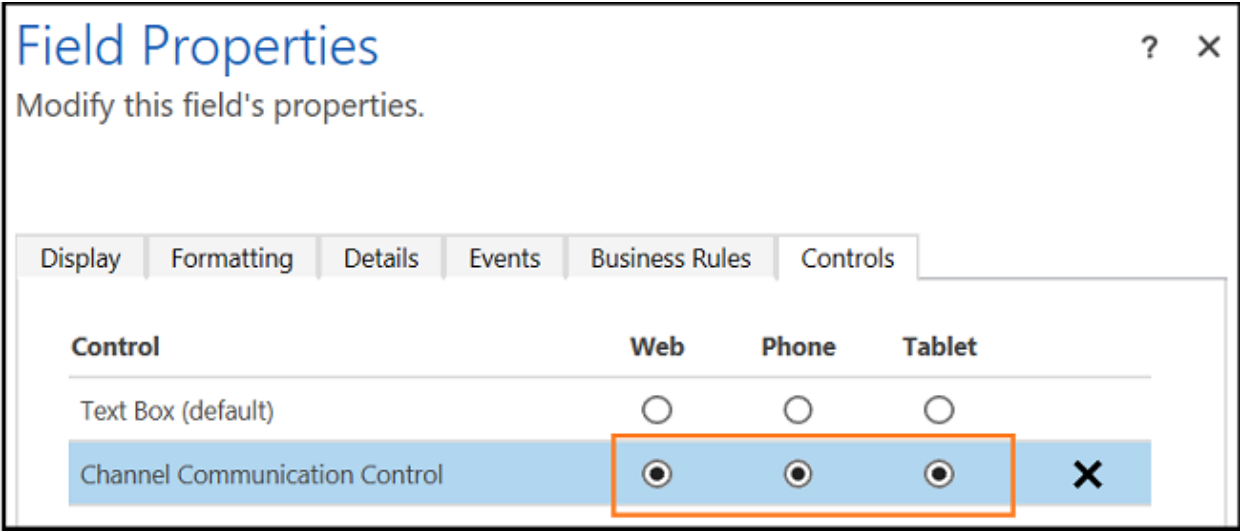 Field Properties
? ✕
Modify this field's properties.
Display Formatting Details Events Business Rules Controls
Control Web Phone Tablet
Text Box (default)
Channel Communication Control